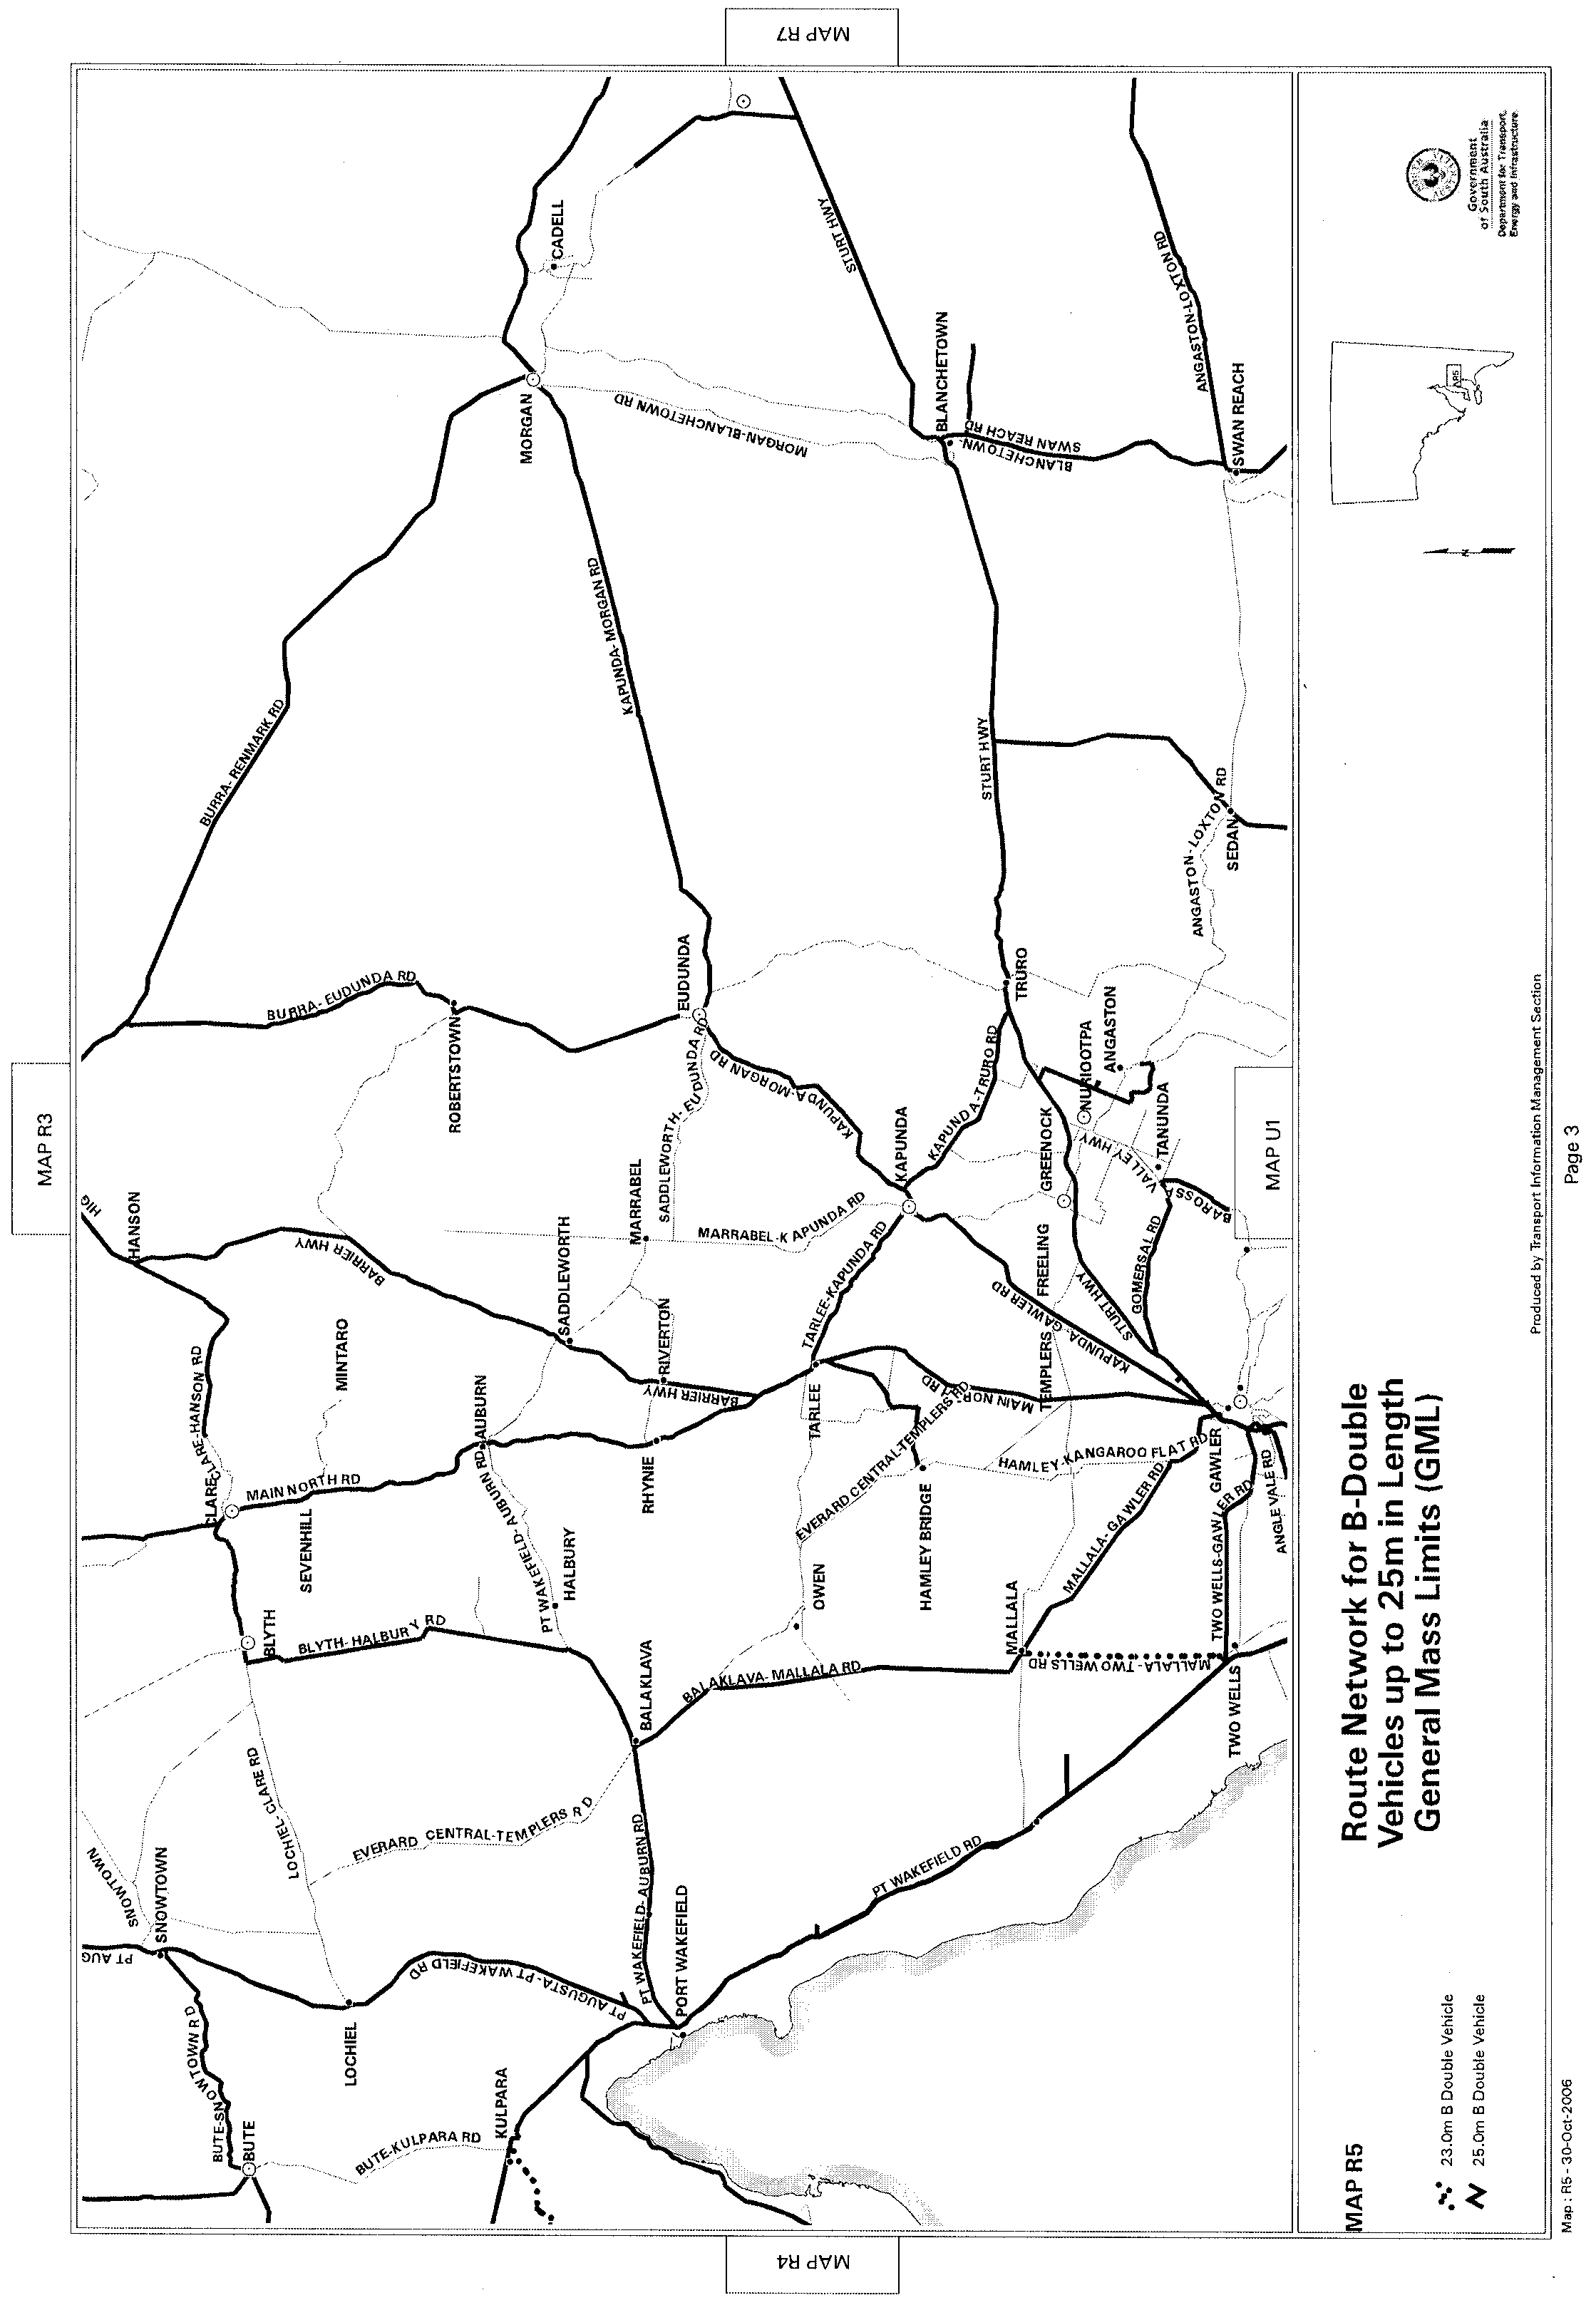 MAP R3
MAP R4
MAP R7
MAP U1
HIG
HANSON
CLARE-HANSON RD
BARRIER HWY
BURRA-EUDUNDA RD
BURRA-RENMARK RD
ROBERTSTOWN
MINTARO
CLARE
MAIN NORTH RD
SEVENHILL
BLYTH
BLYTH-HALBURY RD
LOCHIEL-CLARE RD
SNOWTOWN
SNOWTOWN
PT AUG
BUTE-SNOWTOWN RD
BUTE
LOCHIEL
BUTE-KULPARA RD
KULPARA
PT AUGUSTA-PT WAKEFIELD RD
EVERARD CENTRAL-TEMPLERS RD
PT WAKEFIELD-AUBURN RD
PORT WAKEFIELD
BALAKLAVA
PT WAKEFIELD-AUBURN RD
HALBURY
AUBURN
SADDLEWORTH
MARRABEL
SADDLEWORTH-EUDUNDA RD
EUDUNDA
KAPUNDA-MORGAN RD
MORGAN
CADELL
MORGAN-BLANCHETOWN RD
STURT HWY
BLANCHETOWN
BLANCHETOWN-
SWAN REACH RD
ANGASTON-LOXTON RD
SWAN REACH
RHYNIE
RIVERTON
BARRIER HWY
MARRABEL-KAPUNDA RD
KAPUNDA-MORGAN RD
KAPUNDA
TARLEE-KAPUNDA RD
TARLEE
KAPUNDA-TRURO RD
TRURO
STURT HWY
ANGASTON-LOXTON RD
SEDAN
NURIOOTPA
ANGASTON
TANUNDA
GREENOCK
BAROSSA VALLEY HWY
FREELING
TEMPLERS
KAPUNDA-GAWLER RD
STURT HWY
GOMERSAL RD
MAIN NORTH RD
EVERARD CENTRAL-TEMPLERS RD
OWEN
HAMLEY BRIDGE
HAMLEY-KANGAROO FLAT RD
BALAKLAVA-MALLALA RD
MALLALA
MALLALA-GAWLER RD
MALLALA-TWO WELLS RD
TWO WELLS-GAWLER RD
GAWLER
ANGLE VALE RD
TWO WELLS
PT WAKEFIELD RD
MAP R5
23.0m B Double Vehicle
25.0m B Double Vehicle
Route Network for B-Double
Vehicles up to 25m in Length
General Mass Limits (GML)
N
R5
Government
of South Australia
Department for Transport,
Energy and Infrastructure
Produced by Transport Information Management Section
Map : R5 - 30-Oct-2006
Page 3